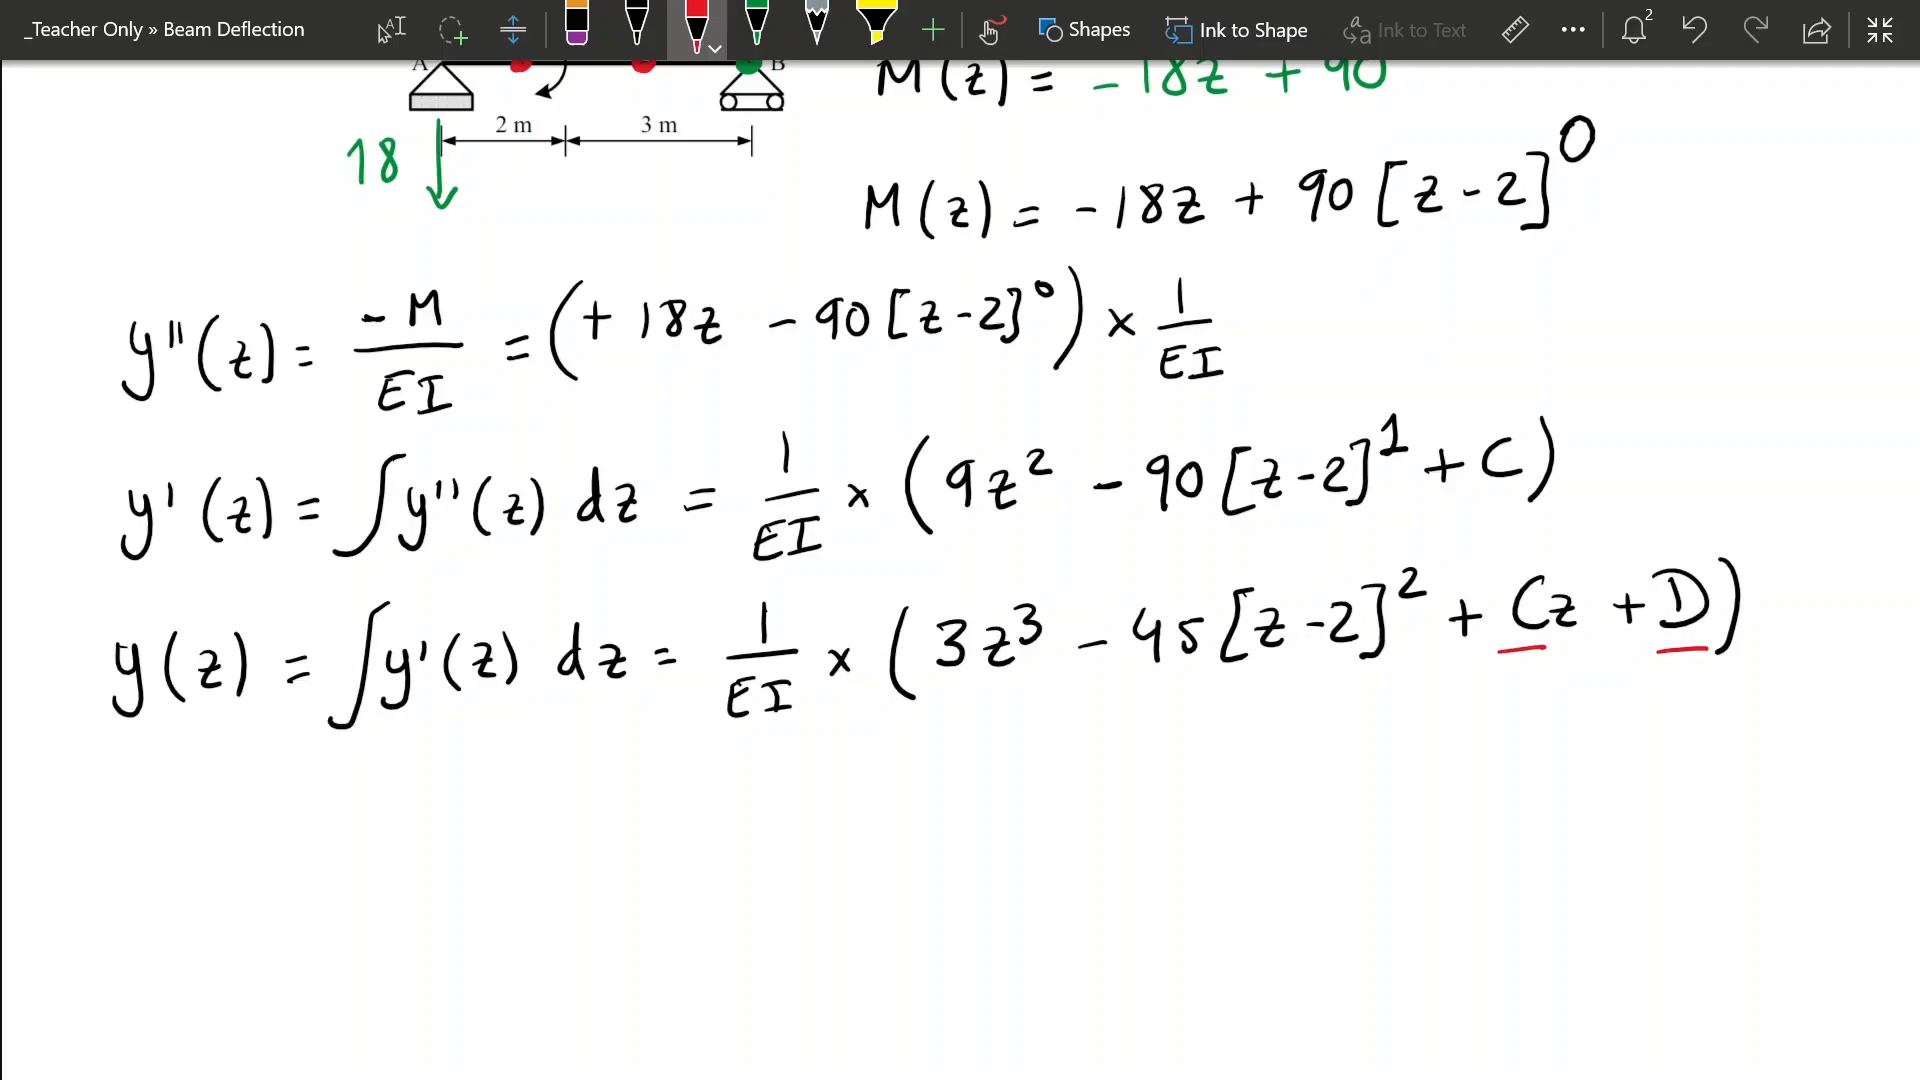 _Teacher Only » Beam Deflection
Shapes
Ink to Shape
Ink to Text
2
A
B
2 m
3 m
18
M(z) = -18z + 90
M(z) = -18z + 90[z-2]⁰
y''(z) = -M/EI = (+18z - 90[z-2]⁰) × 1/EI
y'(z) = ∫y''(z) dz = 1/EI × (9z² - 90[z-2]¹ + C)
y(z) = ∫y'(z) dz = 1/EI × (3z³ - 45[z-2]² + Cz + D)